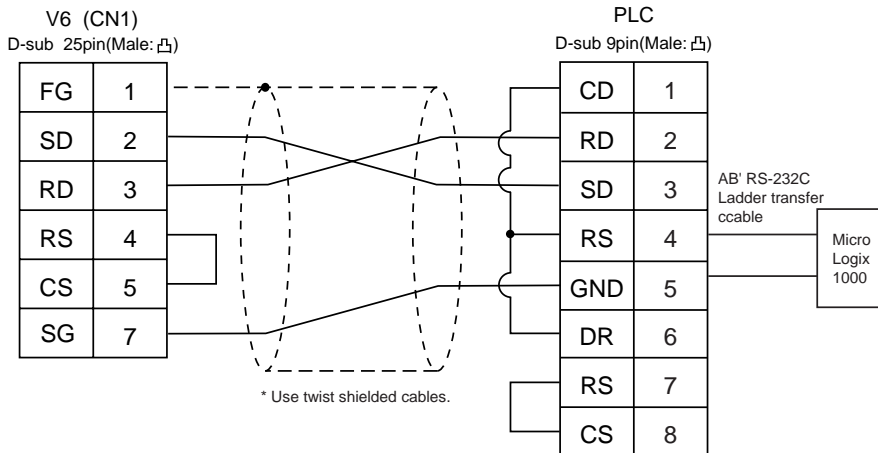 V6 (CN1)
D-sub 25pin(Male: )
FG 1
SD 2
RD 3
RS 4
CS 5
SG 7
* Use twist shielded cables.
PLC
D-sub 9pin(Male: )
CD 1
RD 2
SD 3
RS 4
GND 5
DR 6
RS 7
CS 8
AB' RS-232C
Ladder transfer
ccable
Micro
Logix
1000